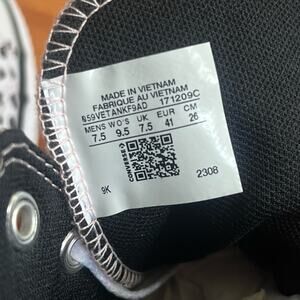 MADE IN VIETNAM
FABRIQUE AU VIETNAM
§59VETANKF9AD 171209C
MENS WO'S UK EUR CM
7.5 9.5 7.5 41 26
CONVERSE
9K
2308